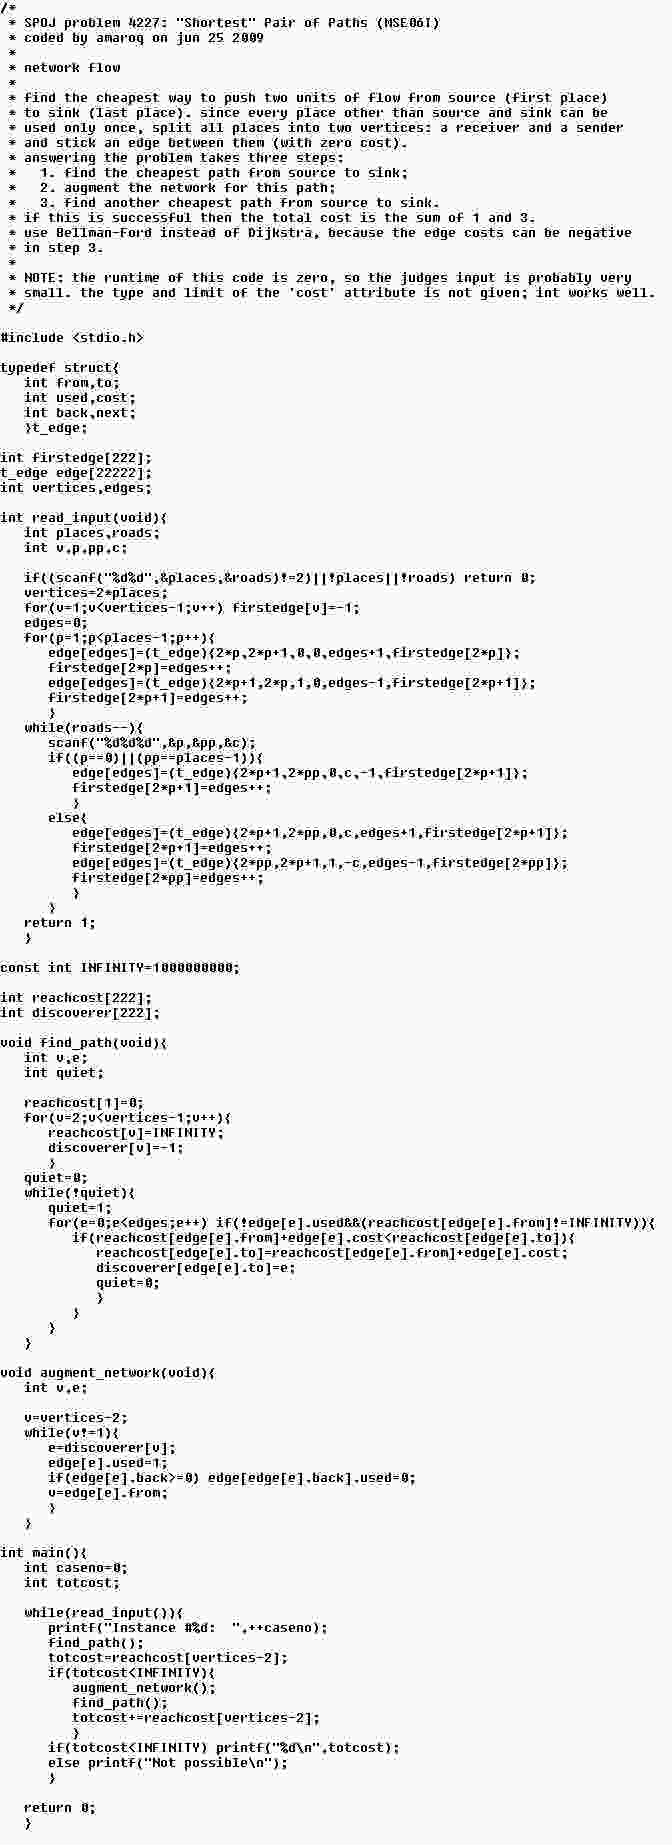 /*
 * SPOJ problem 4227: "Shortest" Pair of Paths (NSE06I)
 * coded by amaroq on jun 25 2009
 *
 * network flow
 *
 * find the cheapest way to push two units of flow from source (first place)
 * to sink (last place). since every place other than source and sink can be
 * used only once, split all places into two vertices: a receiver and a sender
 * and stick an edge between them (with zero cost).
 * answering the problem takes three steps:
 *   1. find the cheapest path from source to sink;
 *   2. augment the network for this path;
 *   3. find another cheapest path from source to sink.
 * if this is successful then the total cost is the sum of 1 and 3.
 * use Bellman-Ford instead of Dijkstra, because the edge costs can be negative
 * in step 3.
 *
 * NOTE: the runtime of this code is zero, so the judges input is probably very
 * small. the type and limit of the 'cost' attribute is not given; int works well.
 */

#include <stdio.h>

typedef struct{
   int from,to;
   int used,cost;
   int back,next;
   }t_edge;

int firstedge[222];
t_edge edge[22222];
int vertices,edges;

int read_input(void){
   int places,roads;
   int v,p,pp,c;

   if((scanf("%d%d",&places,&roads)!=2)||!places||!roads) return 0;
   vertices=2*places;
   for(v=1;v<vertices-1;v++) firstedge[v]=-1;
   edges=0;
   for(p=1;p<places-1;p++){
      edge[edges]=(t_edge){2*p,2*p+1,0,0,edges+1,firstedge[2*p]};
      firstedge[2*p]=edges++;
      edge[edges]=(t_edge){2*p+1,2*p,1,0,edges-1,firstedge[2*p+1]};
      firstedge[2*p+1]=edges++;
      }
   while(roads--){
      scanf("%d%d%d",&p,&pp,&c);
      if((p==0)||(pp==places-1)){
         edge[edges]=(t_edge){2*p+1,2*pp,0,c,-1,firstedge[2*p+1]};
         firstedge[2*p+1]=edges++;
         }
      else{
         edge[edges]=(t_edge){2*p+1,2*pp,0,c,edges+1,firstedge[2*p+1]};
         firstedge[2*p+1]=edges++;
         edge[edges]=(t_edge){2*pp,2*p+1,1,-c,edges-1,firstedge[2*pp]};
         firstedge[2*pp]=edges++;
         }
      }
   return 1;
   }

const int INFINITY=1000000000;

int reachcost[222];
int discoverer[222];

void find_path(void){
   int v,e;
   int quiet;

   reachcost[1]=0;
   for(v=2;v<vertices-1;v++){
      reachcost[v]=INFINITY;
      discoverer[v]=-1;
      }
   quiet=0;
   while(!quiet){
      quiet=1;
      for(e=0;e<edges;e++) if(!edge[e].used&&(reachcost[edge[e].from]!=INFINITY)){
         if(reachcost[edge[e].from]+edge[e].cost<reachcost[edge[e].to]){
            reachcost[edge[e].to]=reachcost[edge[e].from]+edge[e].cost;
            discoverer[edge[e].to]=e;
            quiet=0;
            }
         }
      }
   }

void augment_network(void){
   int v,e;

   v=vertices-2;
   while(v!=1){
      e=discoverer[v];
      edge[e].used=1;
      if(edge[e].back>=0) edge[edge[e].back].used=0;
      v=edge[e].from;
      }
   }

int main(){
   int caseno=0;
   int totcost;

   while(read_input()){
      printf("Instance #%d:  ",++caseno);
      find_path();
      totcost=reachcost[vertices-2];
      if(totcost<INFINITY){
         augment_network();
         find_path();
         totcost+=reachcost[vertices-2];
         }
      if(totcost<INFINITY) printf("%d\n",totcost);
      else printf("Not possible\n");
      }

   return 0;
   }